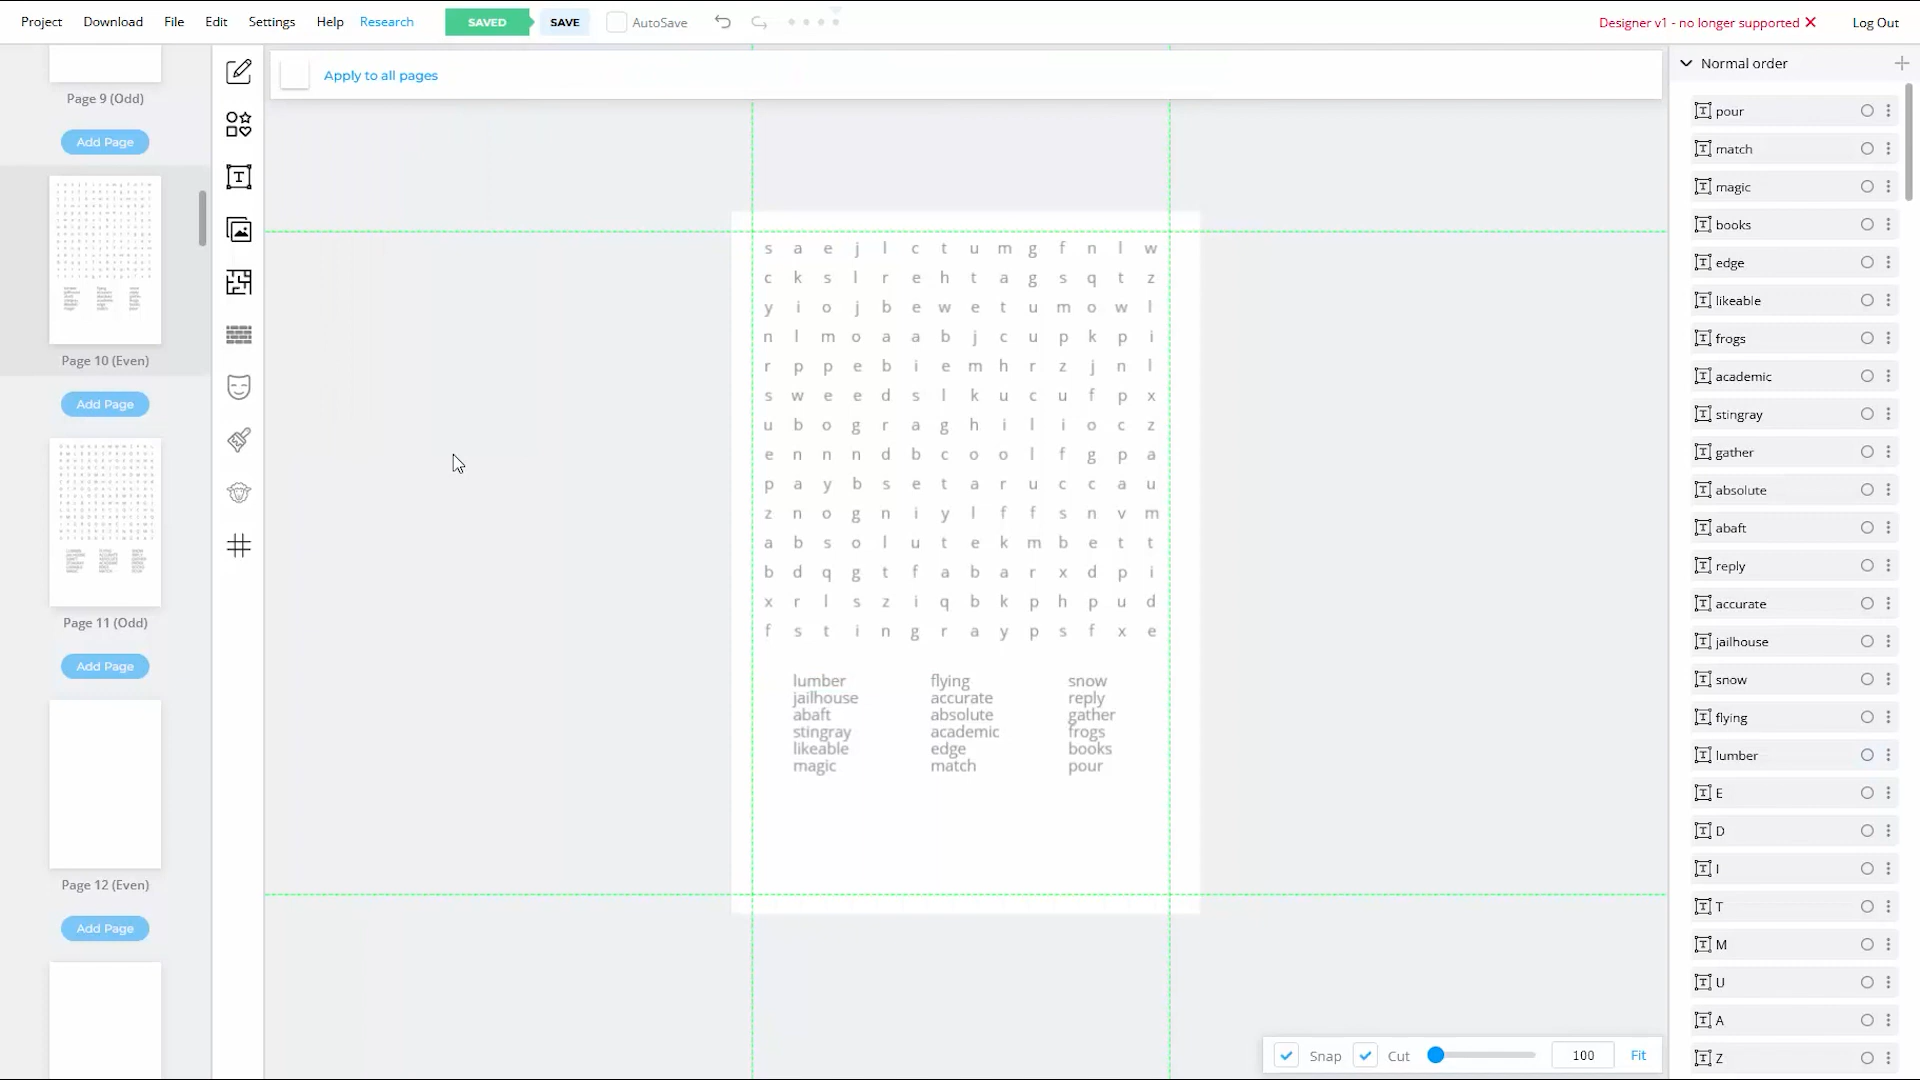 Project Download File Edit Settings Help Research SAVED SAVE AutoSave Designer v1 - no longer supported Log Out
Apply to all pages
Page 9 (Odd)
Add Page
Page 10 (Even)
Add Page
Page 11 (Odd)
Add Page
Page 12 (Even)
Add Page
s a e j l c t u m g f n l w
c k s l r e h t a g s q t z
y i o j b e w e t u m o w l
n l m o a a b j c u p k p i
r p p e b i e m h r z j n l
s w e e d s l k u c u f p x
u b o g r a g h i l i o c z
e n n n d b c o o l f g p a
p a y b s e t a r u c c a u
z n o g n i y l f f s n v m
a b s o l u t e k m b e t t
b d q g t f a b a r x d p i
x r l s z i q b k p h p u d
f s t i n g r a y p s f x e
lumber flying snow
jailhouse accurate reply
abaft absolute gather
stingray academic frogs
likeable edge books
magic match pour
Normal order
pour
match
magic
books
edge
likeable
frogs
academic
stingray
gather
absolute
abaft
reply
accurate
jailhouse
snow
flying
lumber
E
D
I
T
M
U
A
Z
Snap Cut 100 Fit